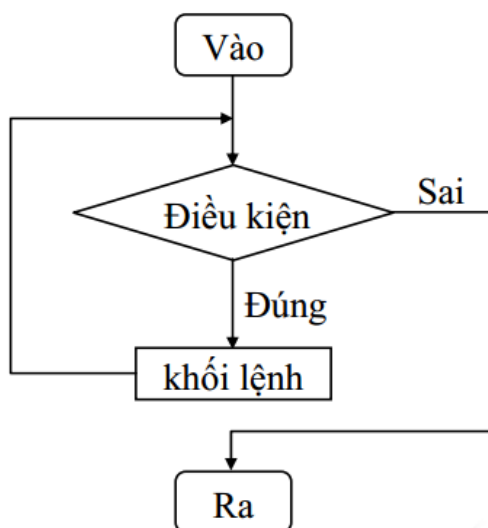 Vào
Điều kiện
Sai
Đúng
khối lệnh
Ra